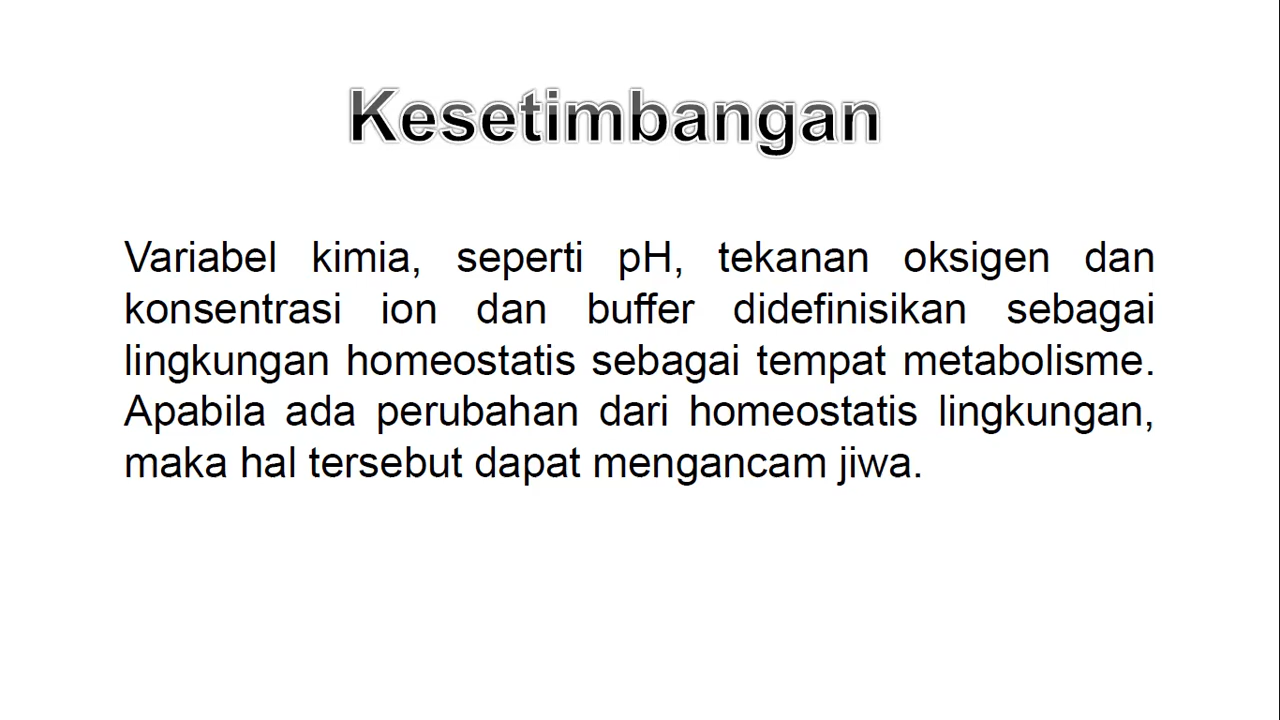 Kesetimbangan
Variabel kimia, seperti pH, tekanan oksigen dan
konsentrasi ion dan buffer didefinisikan sebagai
lingkungan homeostatis sebagai tempat metabolisme.
Apabila ada perubahan dari homeostatis lingkungan,
maka hal tersebut dapat mengancam jiwa.